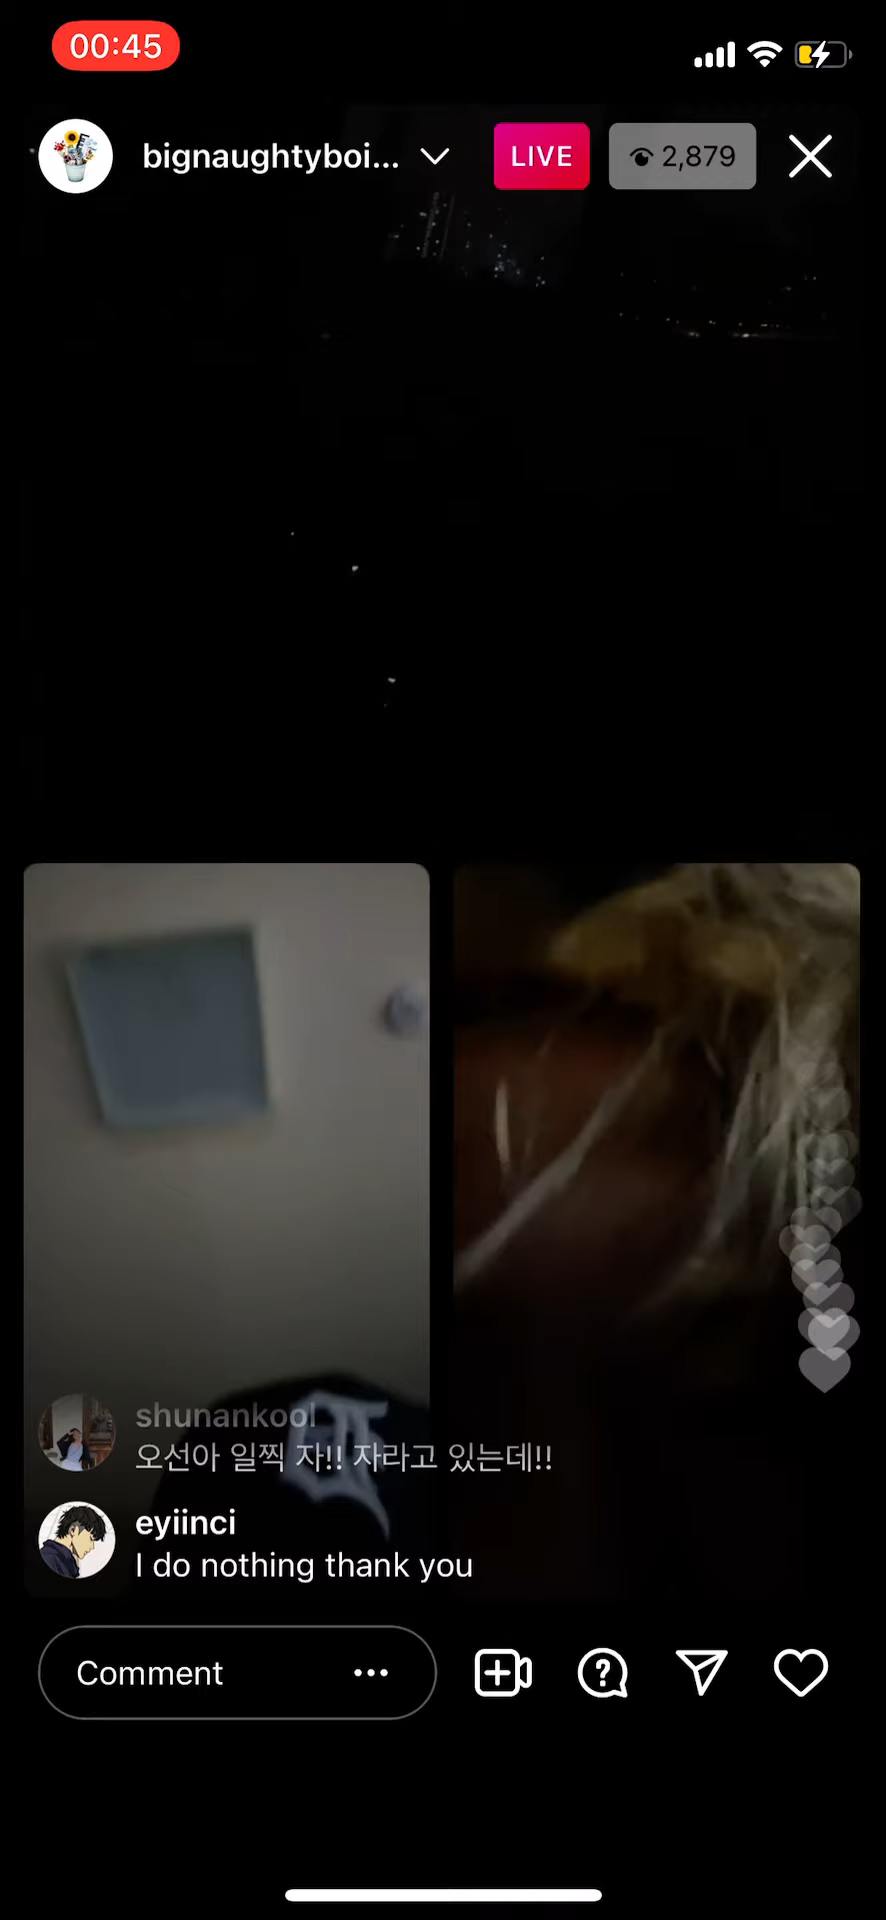 00:45
bignaughtyboi...
LIVE
2,879
shunankool
오선아 일찍 자!! 자라고 있는데!!
eyiinci
I do nothing thank you
Comment